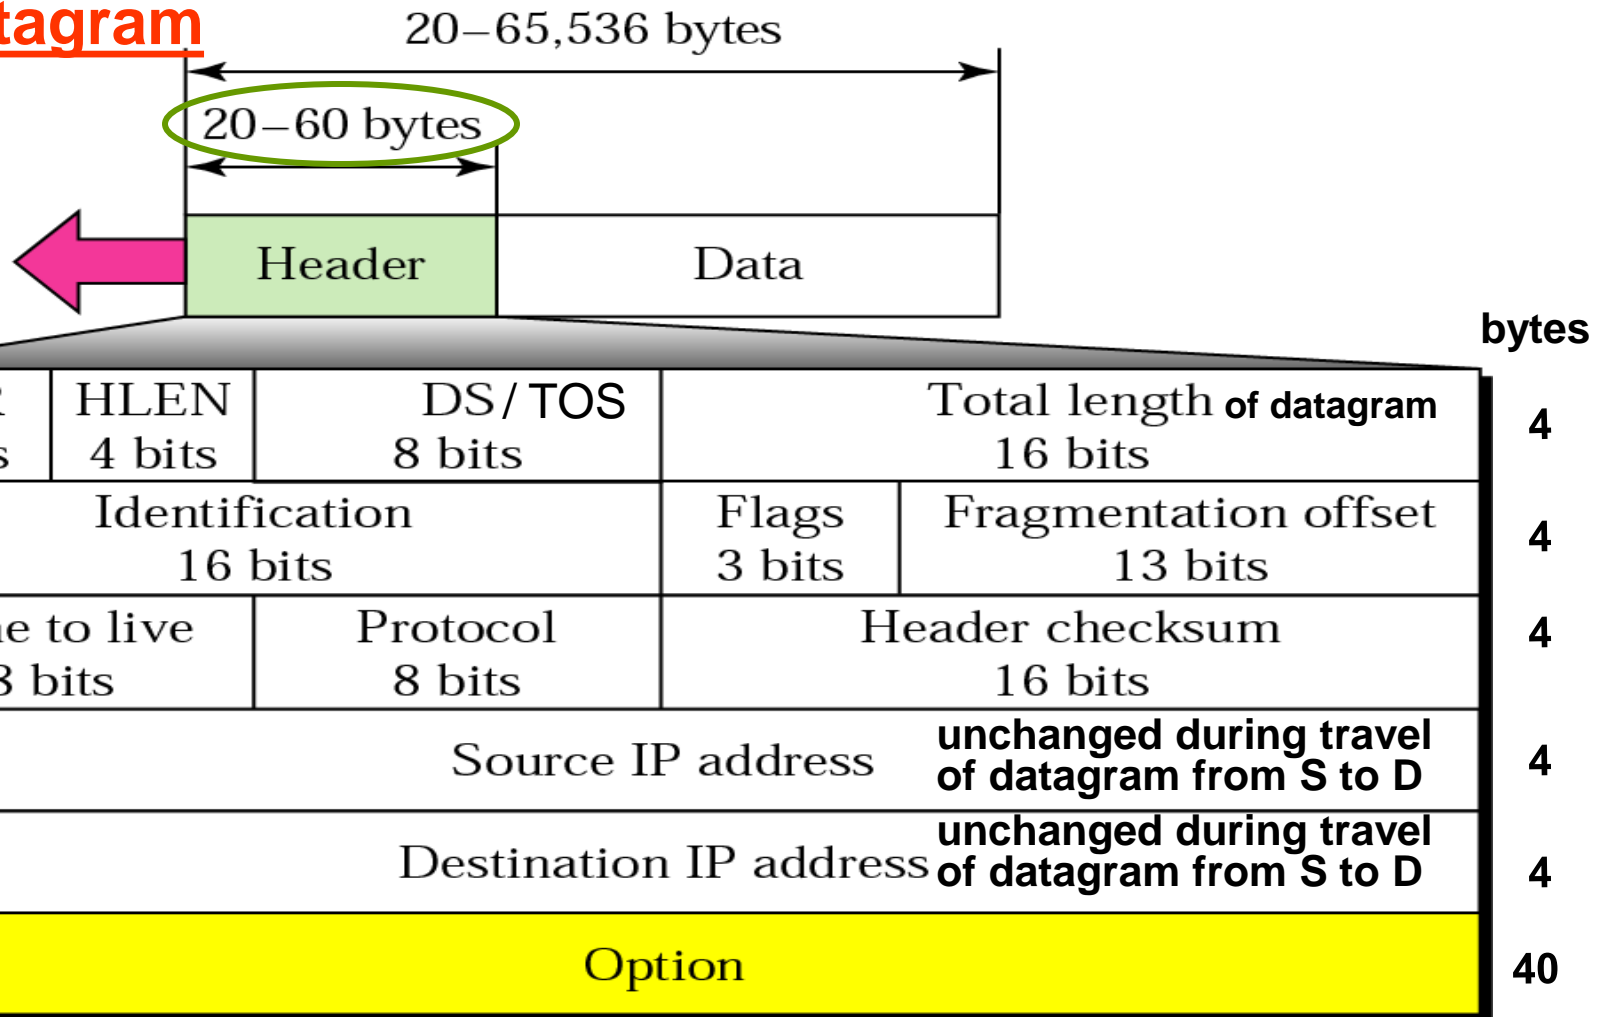 20–65,536 bytes
20–60 bytes
Header Data
bytes
HLEN DS / TOS Total length of datagram 4
4 bits 8 bits 16 bits
Identification Flags Fragmentation offset 4
16 bits 3 bits 13 bits
to live Protocol Header checksum 4
bits 8 bits 16 bits
Source IP address unchanged during travel
of datagram from S to D 4
Destination IP address unchanged during travel
of datagram from S to D 4
Option 40